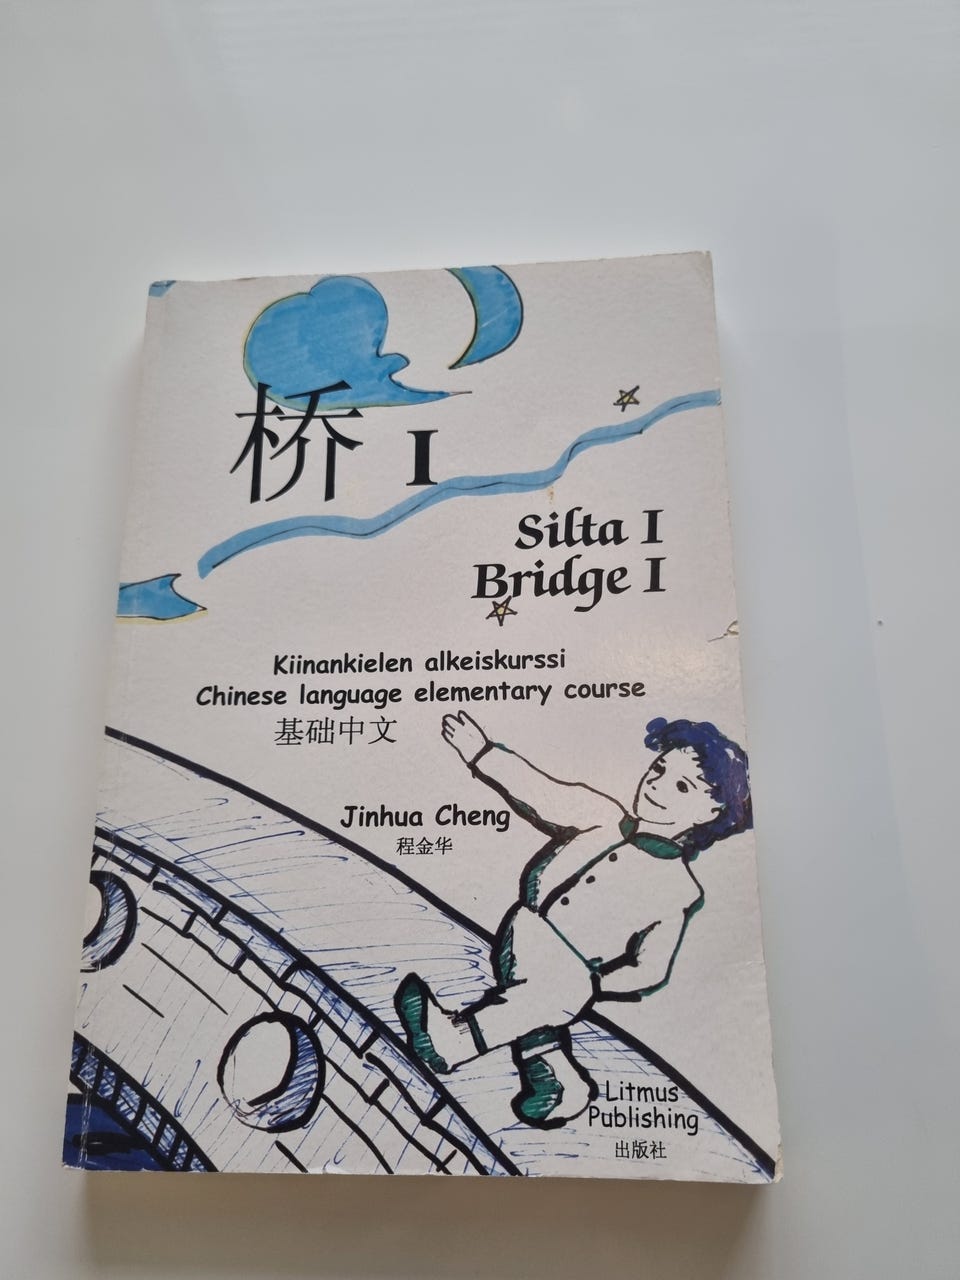 桥 I
Silta I
Bridge I
Kiinankielen alkeiskurssi
Chinese language elementary course
基础中文
Jinhua Cheng
程金华
Litmus
Publishing
出版社